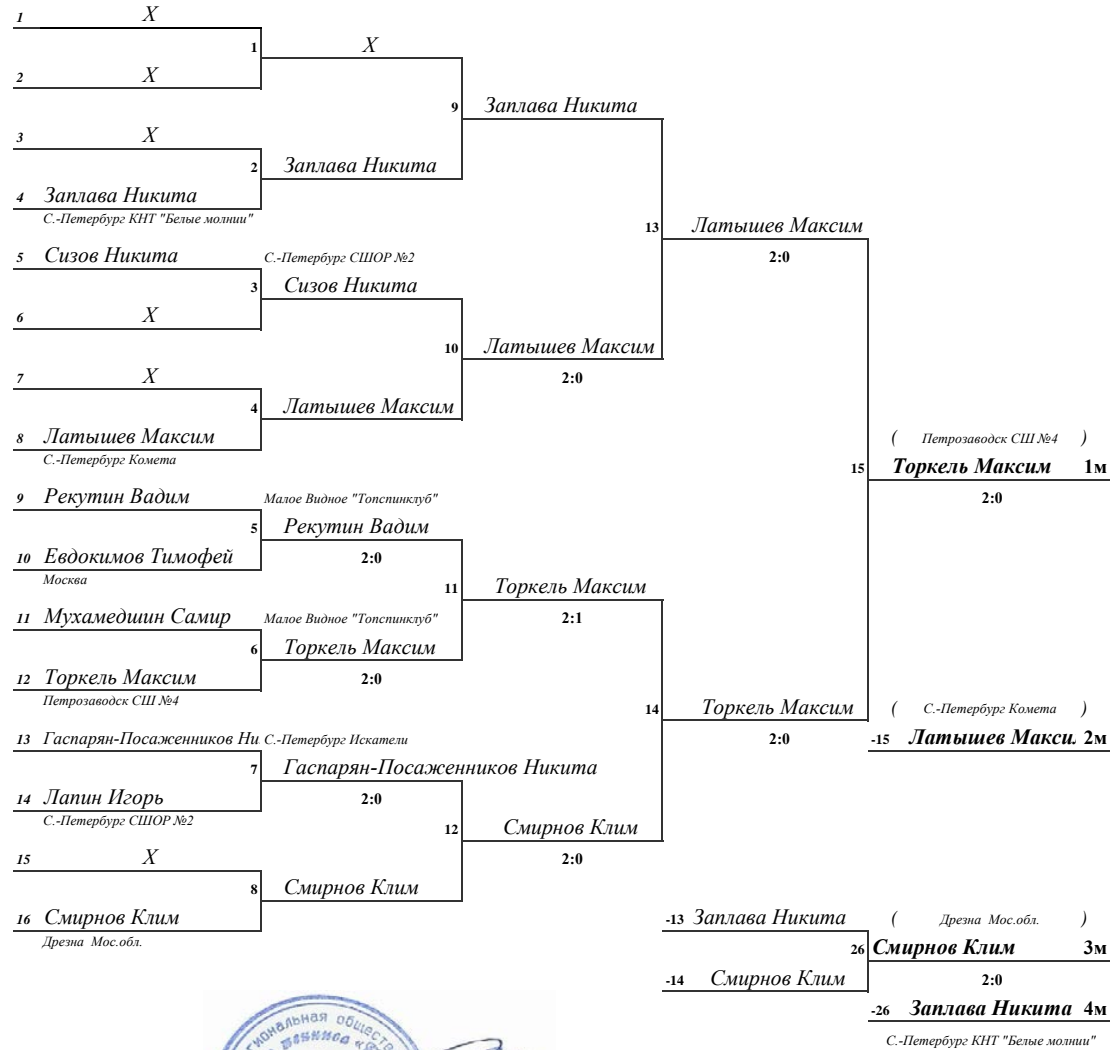 1 X
1 X
2 X
9 Заплава Никита
3 X
2 Заплава Никита
4 Заплава Никита
С.-Петербург КНТ "Белые молнии"
13 Латышев Максим
5 Сизов Никита С.-Петербург СШОР №2
2:0
3 Сизов Никита
6 X
10 Латышев Максим
7 X
2:0
4 Латышев Максим
8 Латышев Максим
( Петрозаводск СШ №4 )
С.-Петербург Комета
15 Торкель Максим 1м
9 Рекутин Вадим Малое Видное "Топспинклуб"
2:0
5 Рекутин Вадим
10 Евдокимов Тимофей 2:0
Москва
11 Торкель Максим
11 Мухамедшин Самир Малое Видное "Топспинклуб"
2:1
6 Торкель Максим
12 Торкель Максим 2:0
Петрозаводск СШ №4
14 Торкель Максим ( С.-Петербург Комета )
13 Гаспарян-Посаженников Ни С.-Петербург Искатели
2:0
-15 Латышев Макси 2м
7 Гаспарян-Посаженников Никита
14 Лапин Игорь 2:0
С.-Петербург СШОР №2
12 Смирнов Клим
15 X
2:0
8 Смирнов Клим
16 Смирнов Клим
-13 Заплава Никита ( Дрезна Мос.обл. )
Дрезна Мос.обл.
26 Смирнов Клим 3м
-14 Смирнов Клим 2:0
-26 Заплава Никита 4м
С.-Петербург КНТ "Белые молнии"